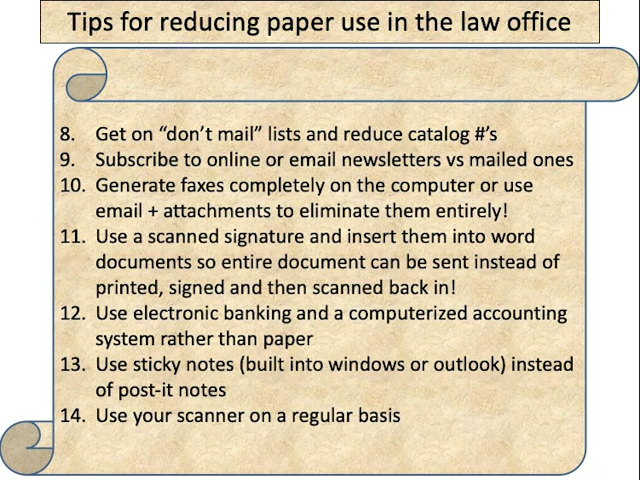 Tips for reducing paper use in the law office
8. Get on “don’t mail” lists and reduce catalog #’s
9. Subscribe to online or email newsletters vs mailed ones
10. Generate faxes completely on the computer or use
email + attachments to eliminate them entirely!
11. Use a scanned signature and insert them into word
documents so entire document can be sent instead of
printed, signed and then scanned back in!
12. Use electronic banking and a computerized accounting
system rather than paper
13. Use sticky notes (built into windows or outlook) instead
of post-it notes
14. Use your scanner on a regular basis